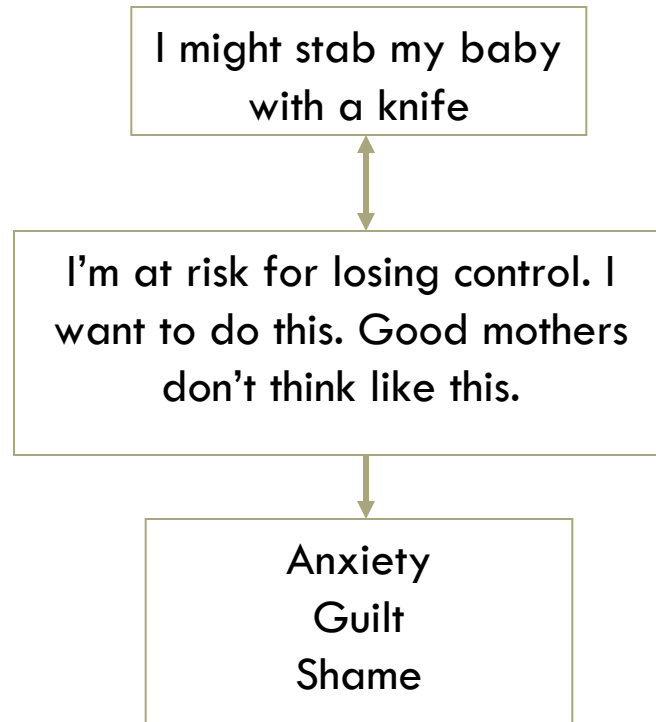 I might stab my baby
with a knife
I'm at risk for losing control. I
want to do this. Good mothers
don't think like this.
Anxiety
Guilt
Shame